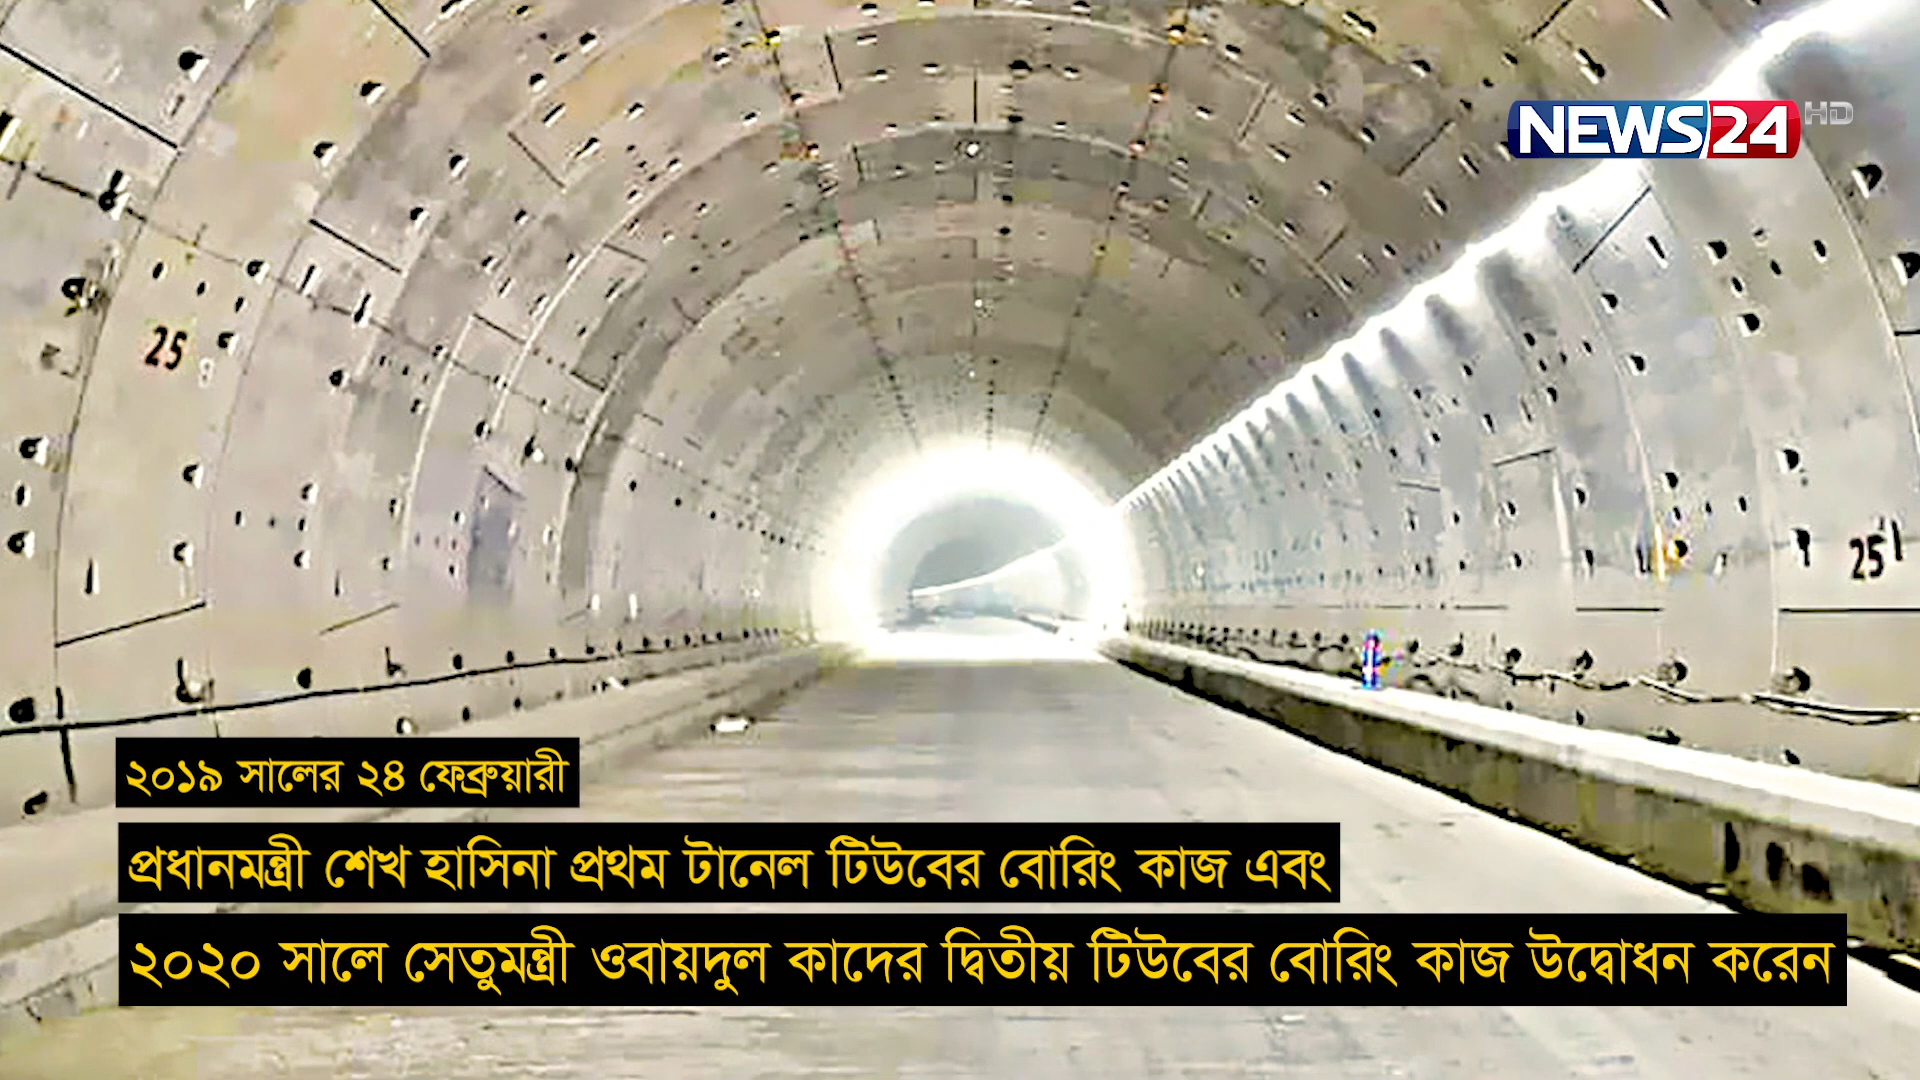 NEWS24 HD
25
25
২০১৯ সালের ২৪ ফেব্রুয়ারী
প্রধানমন্ত্রী শেখ হাসিনা প্রথম টানেল টিউবের বোরিং কাজ এবং
২০২০ সালে সেতুমন্ত্রী ওবায়দুল কাদের দ্বিতীয় টিউবের বোরিং কাজ উদ্বোধন করেন